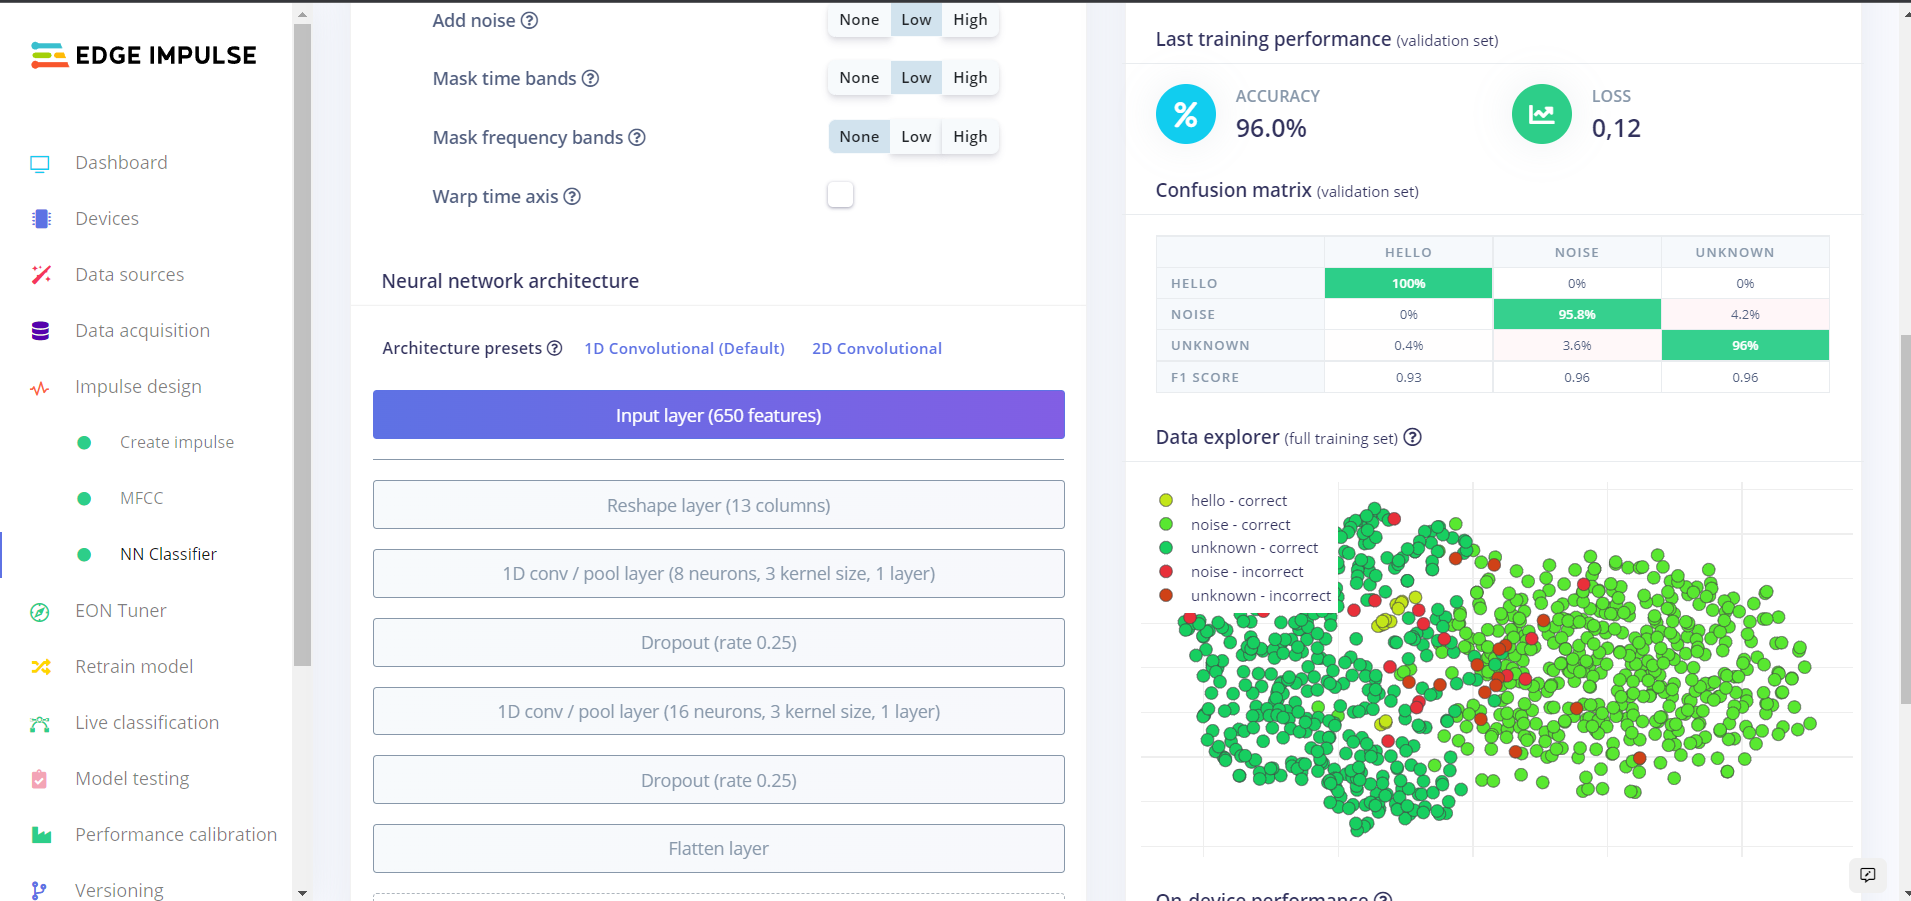 EDGE IMPULSE
Dashboard
Devices
Data sources
Data acquisition
Impulse design
Create impulse
MFCC
NN Classifier
EON Tuner
Retrain model
Live classification
Model testing
Performance calibration
Versioning
Add noise ? None Low High
Mask time bands ? None Low High
Mask frequency bands ? None Low High
Warp time axis ?
Neural network architecture
Architecture presets ? 1D Convolutional (Default) 2D Convolutional
Input layer (650 features)
Reshape layer (13 columns)
1D conv / pool layer (8 neurons, 3 kernel size, 1 layer)
Dropout (rate 0.25)
1D conv / pool layer (16 neurons, 3 kernel size, 1 layer)
Dropout (rate 0.25)
Flatten layer
Last training performance (validation set)
% ACCURACY
96.0%
LOSS
0,12
Confusion matrix (validation set)
HELLO NOISE UNKNOWN
HELLO 100% 0% 0%
NOISE 0% 95.8% 4.2%
UNKNOWN 0.4% 3.6% 96%
F1 SCORE 0.93 0.96 0.96
Data explorer (full training set) ?
hello - correct
noise - correct
unknown - correct
noise - incorrect
unknown - incorrect
On-device performance ?